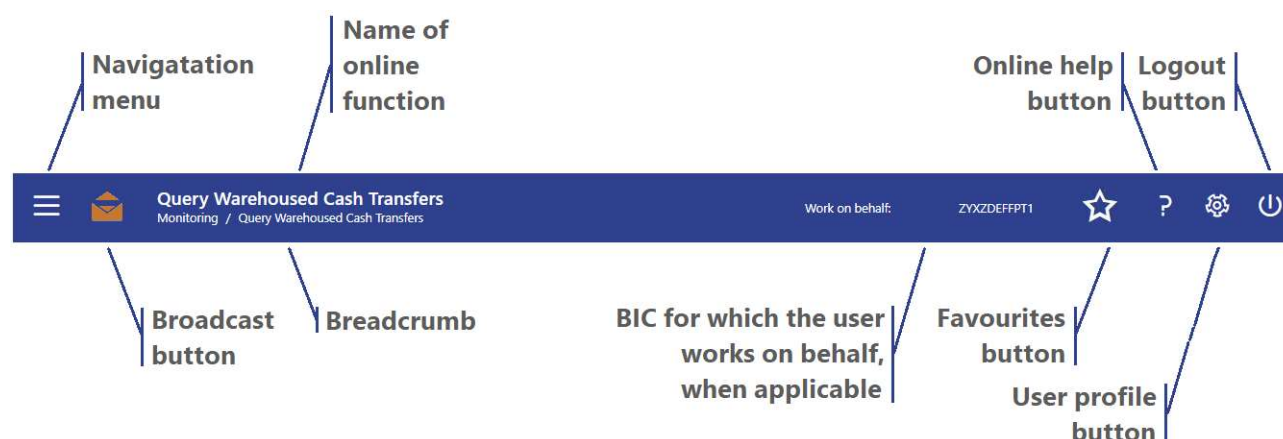 Navigatation
menu
Name of
online
function
Online help
button
Logout
button
Query Warehoused Cash Transfers
Monitoring / Query Warehoused Cash Transfers
Work on behalf:
ZYXZDEFFPT1
?
Broadcast
button
Breadcrumb
BIC for which the user
works on behalf,
when applicable
Favourites
button
User profile
button